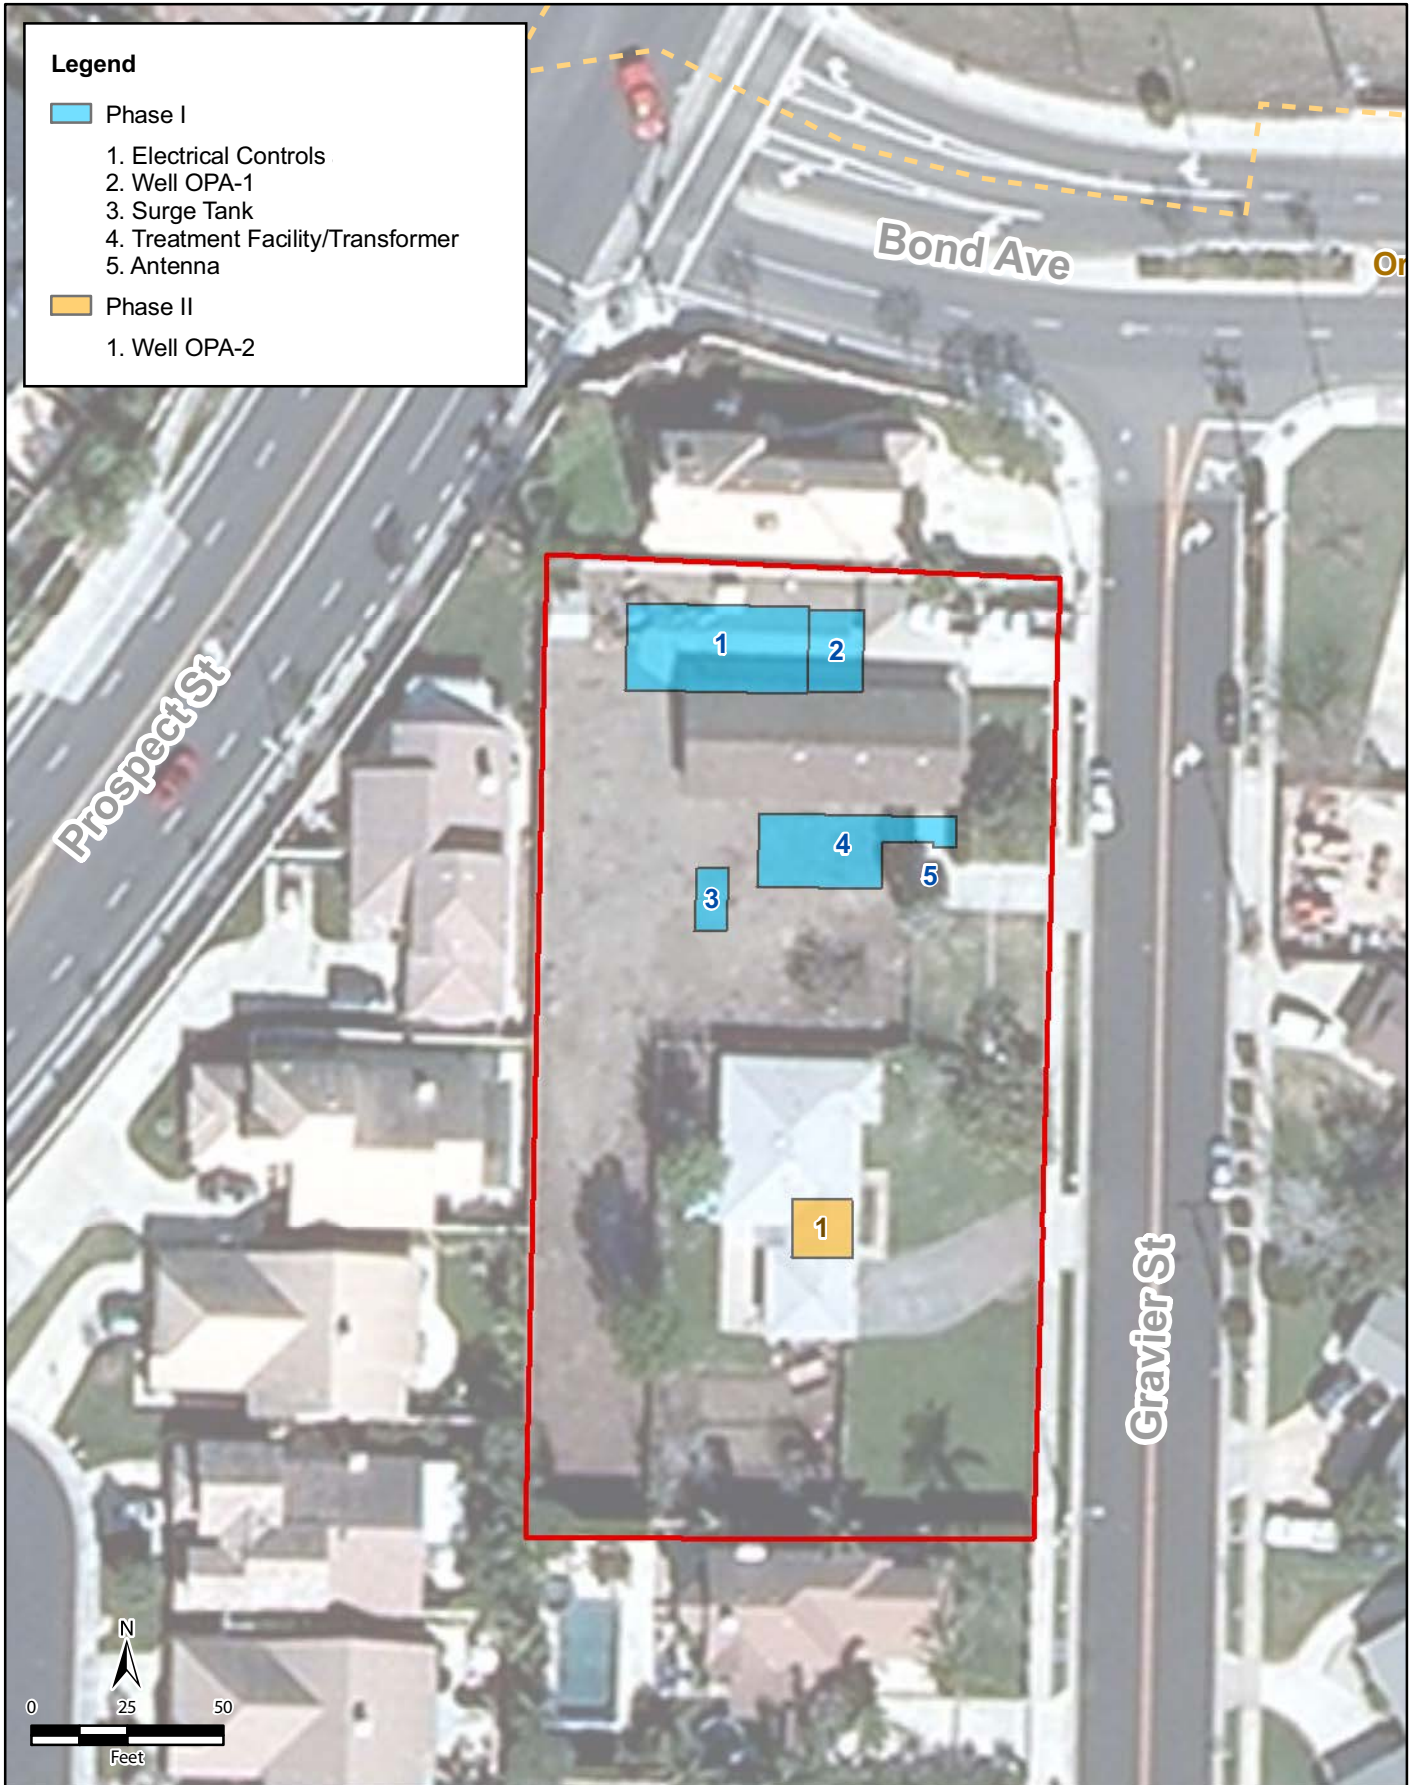 Legend
Phase I
1. Electrical Controls
2. Well OPA-1
3. Surge Tank
4. Treatment Facility/Transformer
5. Antenna
Phase II
1. Well OPA-2
Bond Ave
Or
1
2
Prospect St
4
5
3
1
Gravier St
N
0 25 50
Feet